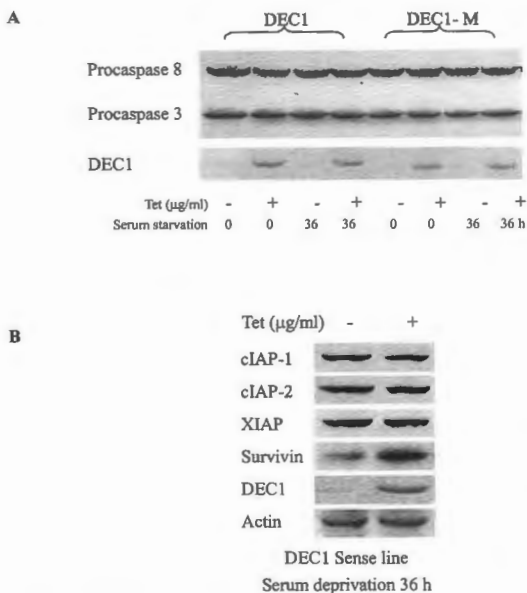 A
DEC1 DEC1- M
Procaspase 8
Procaspase 3
DEC1
Tet (μg/ml) - + - + - + - +
Serum starvation 0 0 36 36 0 0 36 36 h
B
Tet (μg/ml) - +
cIAP-1
cIAP-2
XIAP
Survivin
DEC1
Actin
DEC1 Sense line
Serum deprivation 36 h